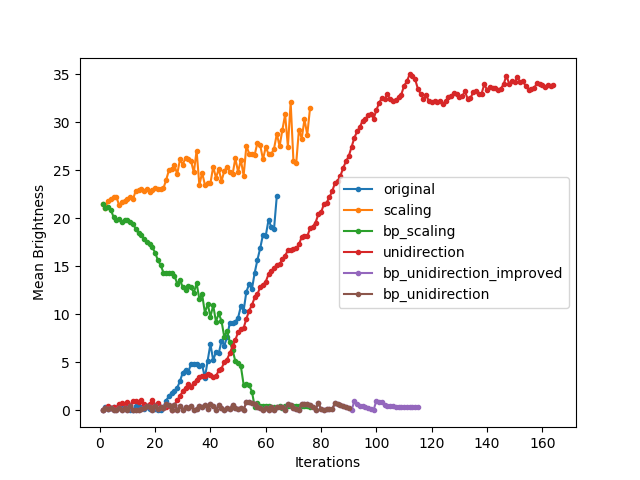 35
30
25
20
15
10
5
0
Mean Brightness
original
scaling
bp_scaling
unidirection
bp_unidirection_improved
bp_unidirection
0 20 40 60 80 100 120 140 160
Iterations